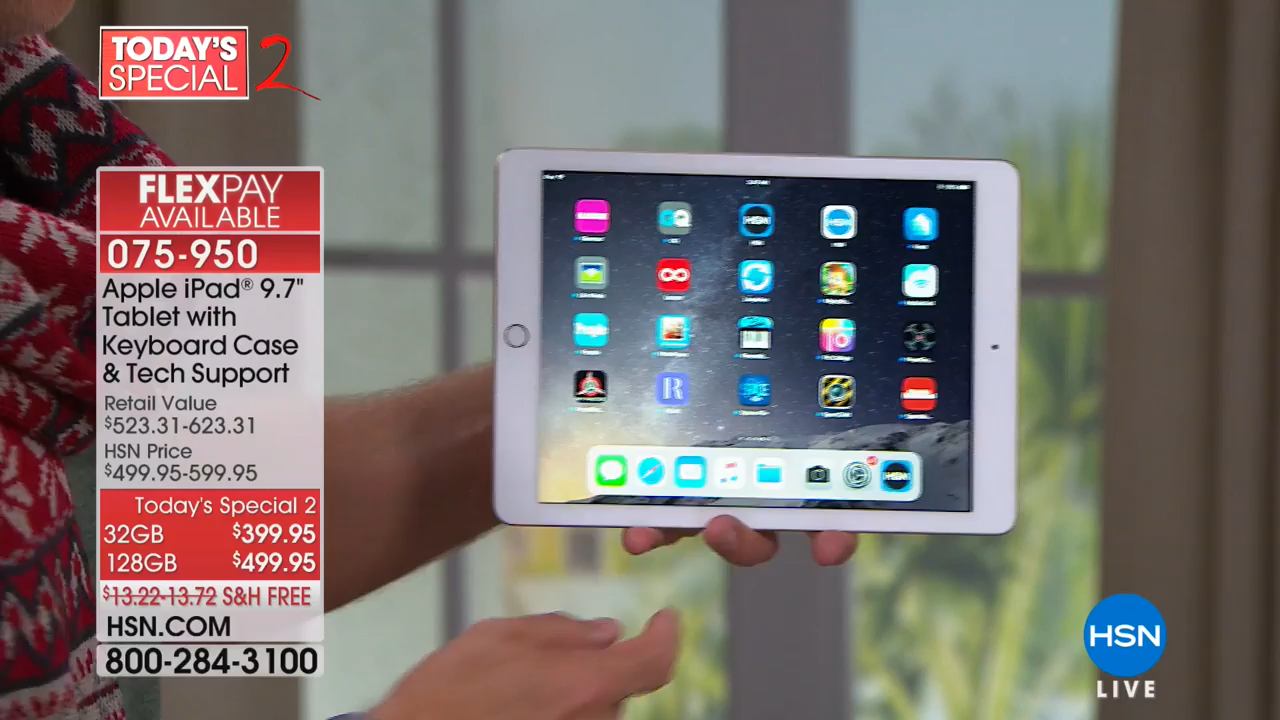 TODAY'S
SPECIAL 2
FLEXPAY
AVAILABLE
075-950
Apple iPad® 9.7"
Tablet with
Keyboard Case
& Tech Support
Retail Value
$523.31-623.31
HSN Price
$499.95-599.95
Today's Special 2
32GB $399.95
128GB $499.95
$13.22-13.72 S&H FREE
HSN.COM
800-284-3100
HSN
HSN
R
HSN
LIVE